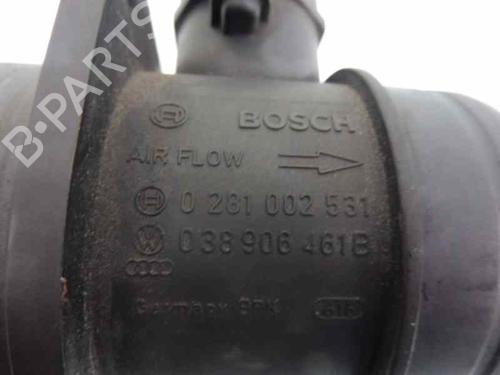 BOSCH
AIR FLOW
0 281 002 531
038 906 461B
Germany
B-Parts